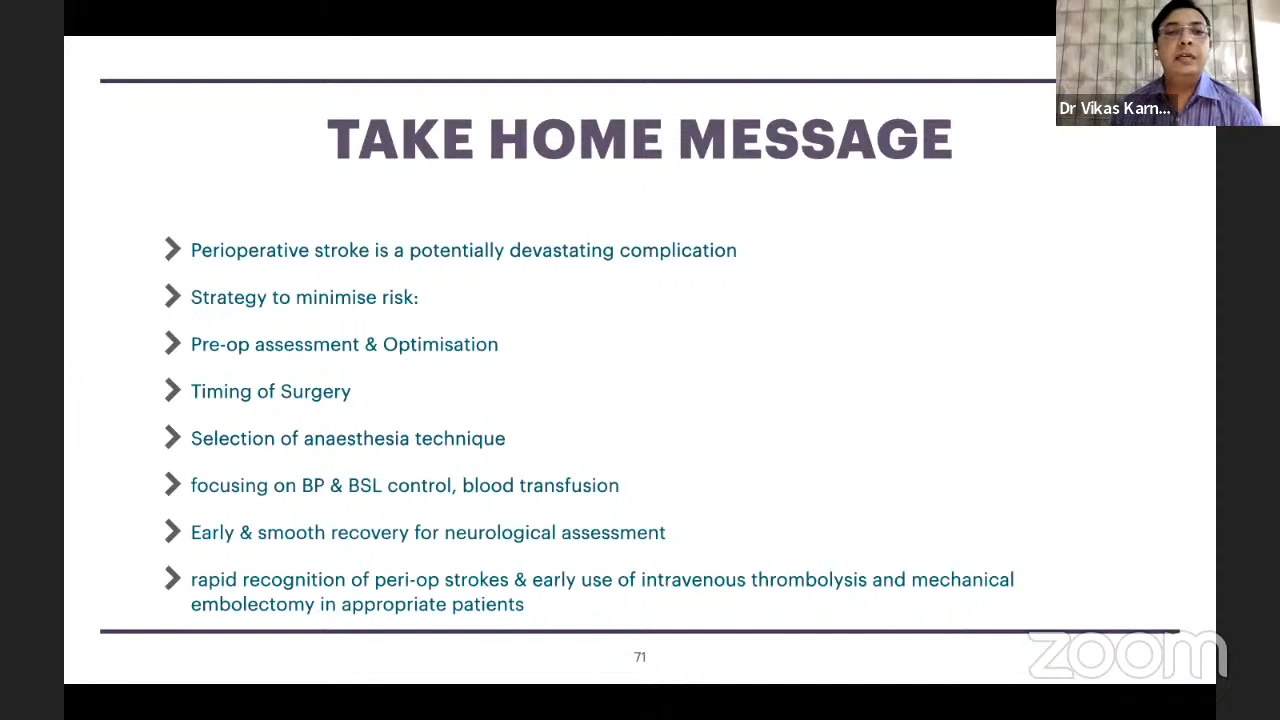 Dr Vikas Karn...
TAKE HOME MESSAGE
Perioperative stroke is a potentially devastating complication
Strategy to minimise risk:
Pre-op assessment & Optimisation
Timing of Surgery
Selection of anaesthesia technique
focusing on BP & BSL control, blood transfusion
Early & smooth recovery for neurological assessment
rapid recognition of peri-op strokes & early use of intravenous thrombolysis and mechanical
embolectomy in appropriate patients
71
zoom